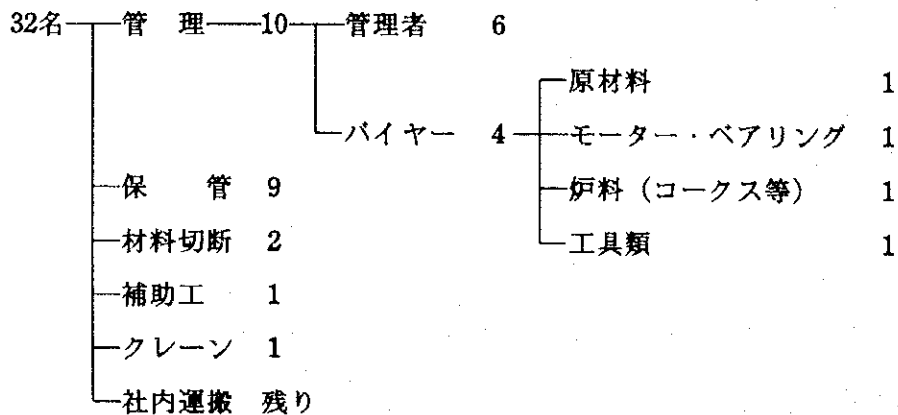 32名 管理 10 管理者 6
原材料 1
バイヤー 4 モーター・ベアリング 1
保管 9 炉料（コークス等） 1
材料切断 2 工具類 1
補助工 1
クレーン 1
社内運搬 残り